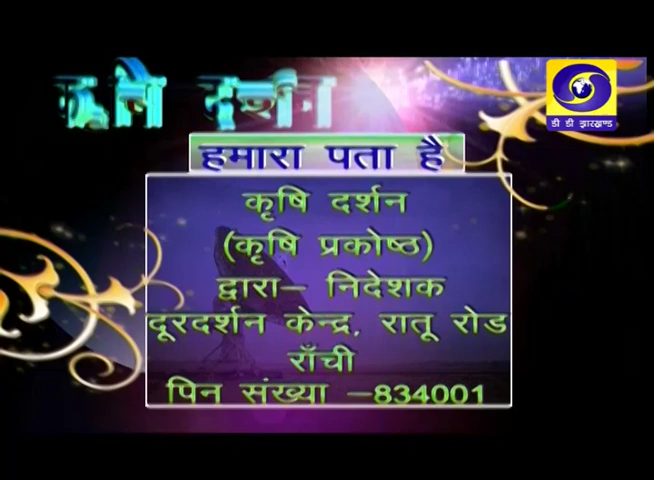 डी डी झारखण्ड
हमारा पता है
कृषि दर्शन
(कृषि प्रकोष्ठ)
द्वारा– निदेशक
दूरदर्शन केन्द्र, रातू रोड
राँची
पिन संख्या –834001